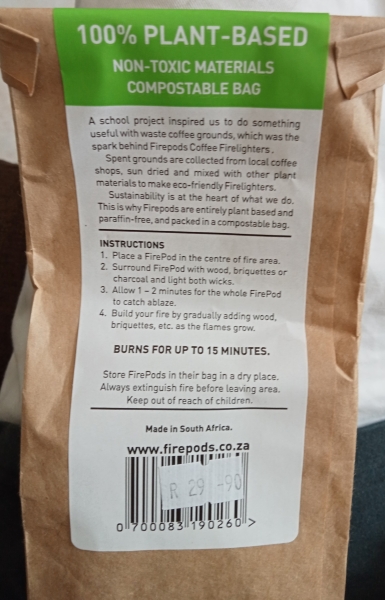 100% PLANT-BASED
NON-TOXIC MATERIALS
COMPOSTABLE BAG
A school project inspired us to do something
useful with waste coffee grounds, which was the
spark behind Firepods Coffee Firelighters.
Spent grounds are collected from local coffee
shops, sun dried and mixed with other plant
materials to make eco-friendly Firelighters.
Sustainability is at the heart of what we do.
This is why Firepods are entirely plant based and
paraffin-free, and packed in a compostable bag.
INSTRUCTIONS
1. Place a FirePod in the centre of fire area.
2. Surround FirePod with wood, briquettes or
charcoal and light both wicks.
3. Allow 1 – 2 minutes for the whole FirePod
to catch ablaze.
4. Build your fire by gradually adding wood,
briquettes, etc. as the flames grow.
BURNS FOR UP TO 15 MINUTES.
Store FirePods in their bag in a dry place.
Always extinguish fire before leaving area.
Keep out of reach of children.
Made in South Africa.
www.firepods.co.za
R 29 -90
0 700083 190260 >